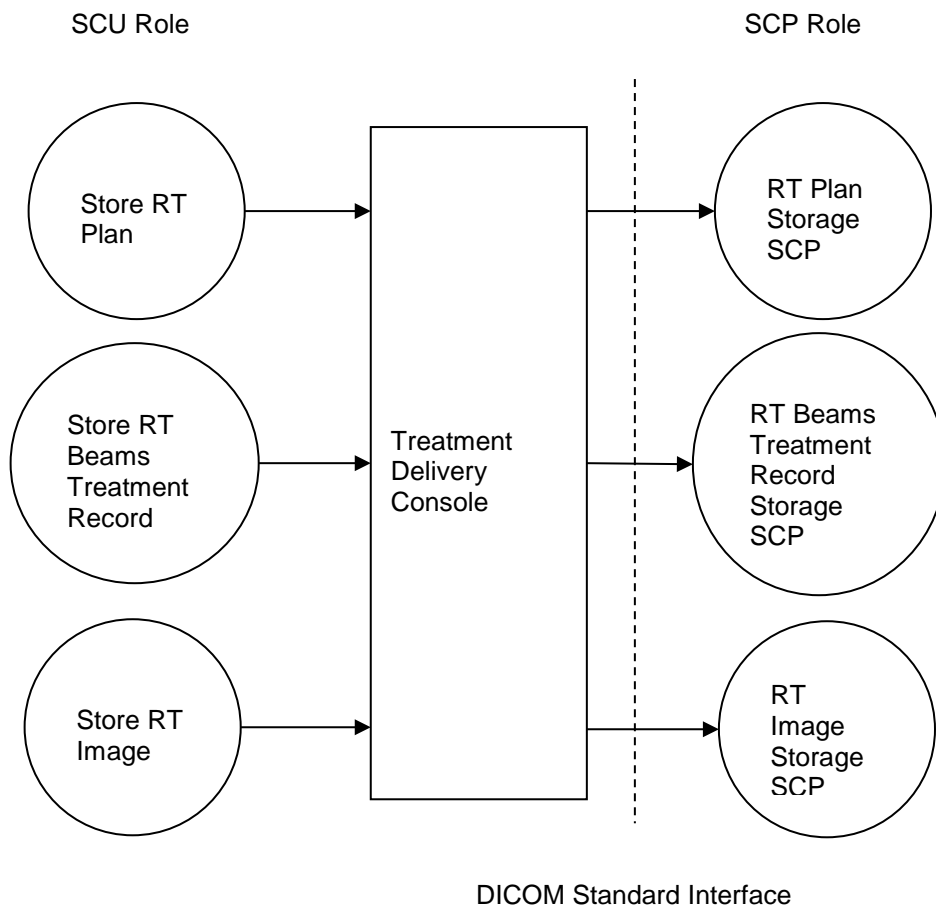 SCU Role
SCP Role
Store RT
Plan
RT Plan
Storage
SCP
Store RT
Beams
Treatment
Record
Treatment
Delivery
Console
RT Beams
Treatment
Record
Storage
SCP
Store RT
Image
RT
Image
Storage
SCP
DICOM Standard Interface